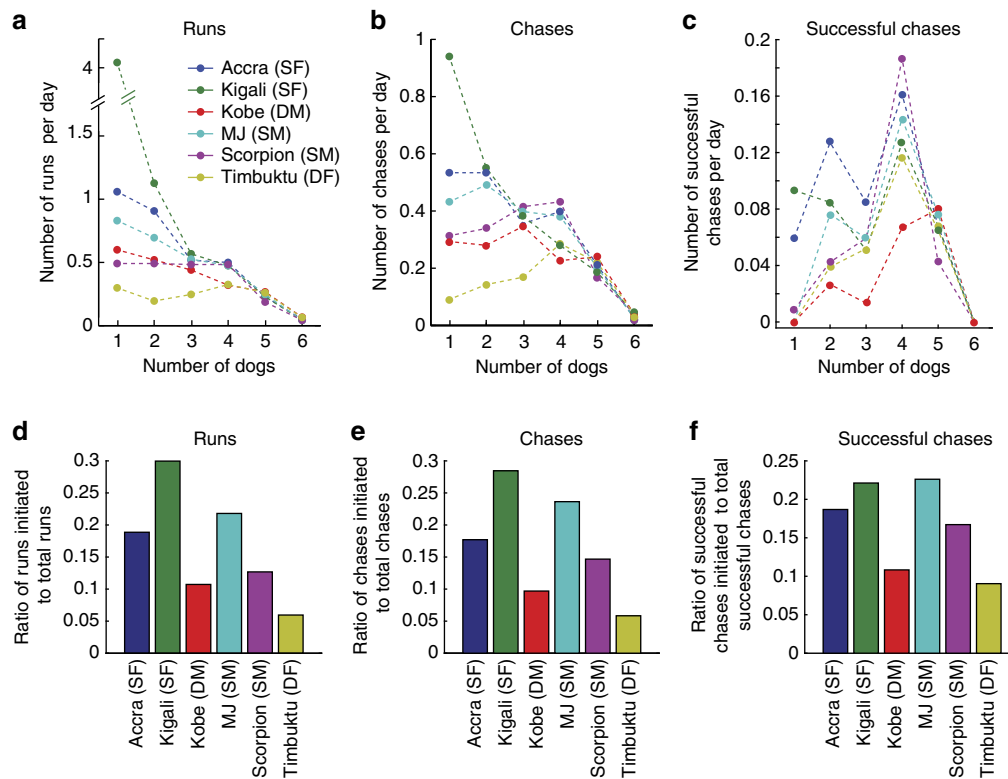 a
Runs
Number of runs per day
4
1.5
1
0.5
0
1 2 3 4 5 6
Number of dogs
Accra (SF)
Kigali (SF)
Kobe (DM)
MJ (SM)
Scorpion (SM)
Timbuktu (DF)
b
Chases
Number of chases per day
1
0.8
0.6
0.4
0.2
0
1 2 3 4 5 6
Number of dogs
c
Successful chases
Number of successful
chases per day
0.16
0.12
0.08
0.04
0
1 2 3 4 5 6
Number of dogs
d
Runs
Ratio of runs initiated
to total runs
0.3
0.25
0.2
0.15
0.1
0.05
0
Accra (SF)
Kigali (SF)
Kobe (DM)
MJ (SM)
Scorpion (SM)
Timbuktu (DF)
e
Chases
Ratio of chases initiated
to total chases
0.3
0.25
0.2
0.15
0.1
0.05
0
Accra (SF)
Kigali (SF)
Kobe (DM)
MJ (SM)
Scorpion (SM)
Timbuktu (DF)
f
Successful chases
Ratio of successful
chases initiated to total
successful chases
0.25
0.2
0.15
0.1
0.05
0
Accra (SF)
Kigali (SF)
Kobe (DM)
MJ (SM)
Scorpion (SM)
Timbuktu (DF)